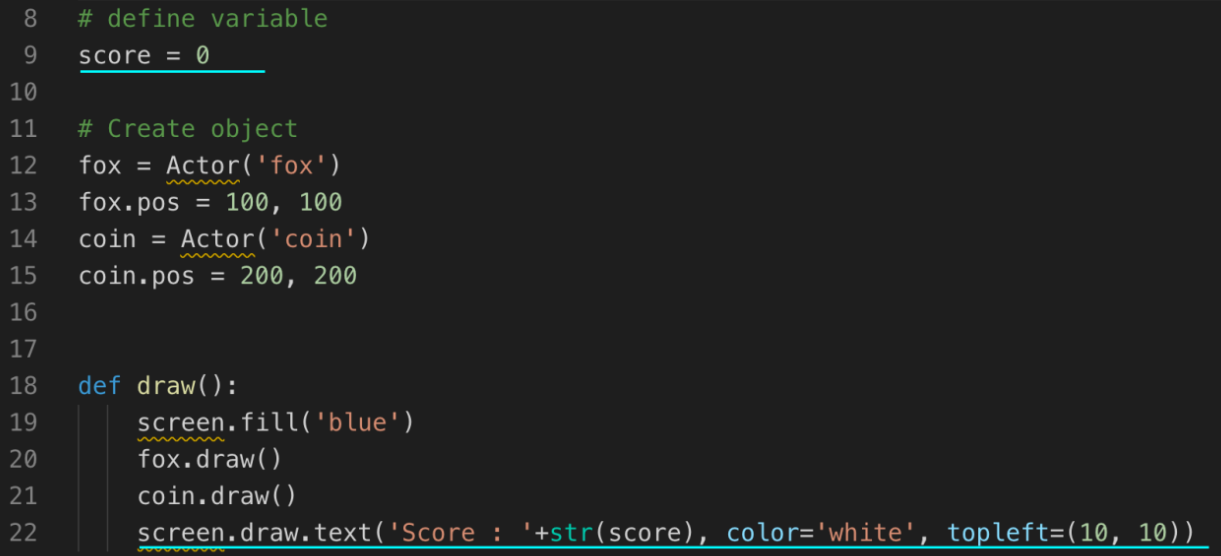 8 # define variable
9 score = 0
10
11 # Create object
12 fox = Actor('fox')
13 fox.pos = 100, 100
14 coin = Actor('coin')
15 coin.pos = 200, 200
16
17
18 def draw():
19     screen.fill('blue')
20     fox.draw()
21     coin.draw()
22     screen.draw.text('Score : '+str(score), color='white', topleft=(10, 10))